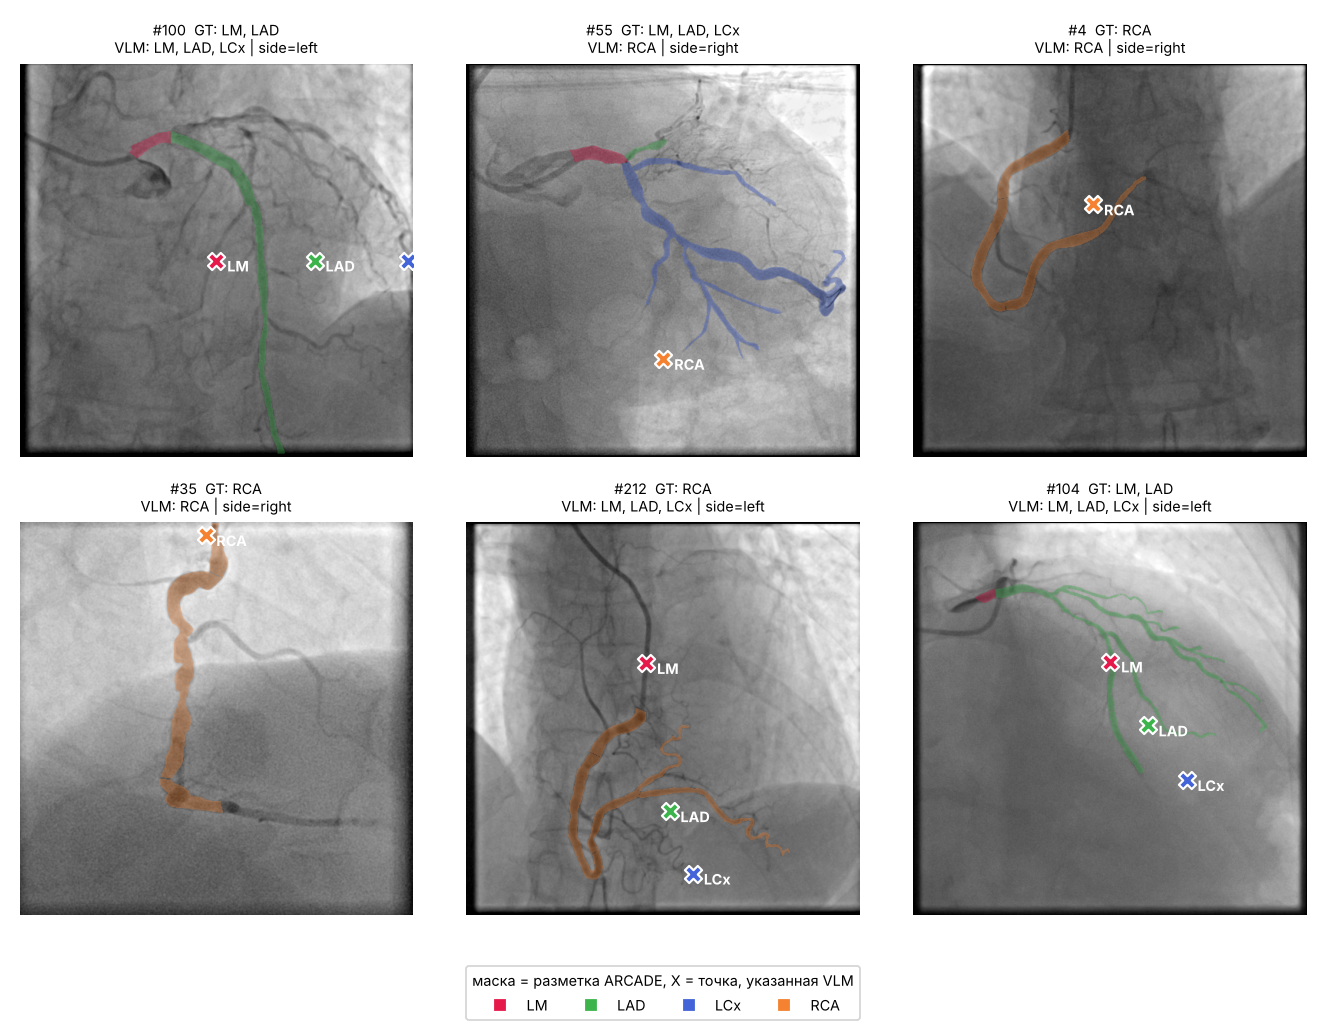 #100 GT: LM, LAD
VLM: LM, LAD, LCx | side=left
#55 GT: LM, LAD, LCx
VLM: RCA | side=right
#4 GT: RCA
VLM: RCA | side=right
LM
LAD
RCA
RCA
#35 GT: RCA
VLM: RCA | side=right
#212 GT: RCA
VLM: LM, LAD, LCx | side=left
#104 GT: LM, LAD
VLM: LM, LAD, LCx | side=left
RCA
LM
LAD
LCx
LM
LAD
LCx
маска = разметка ARCADE, X = точка, указанная VLM
LM LAD LCx RCA